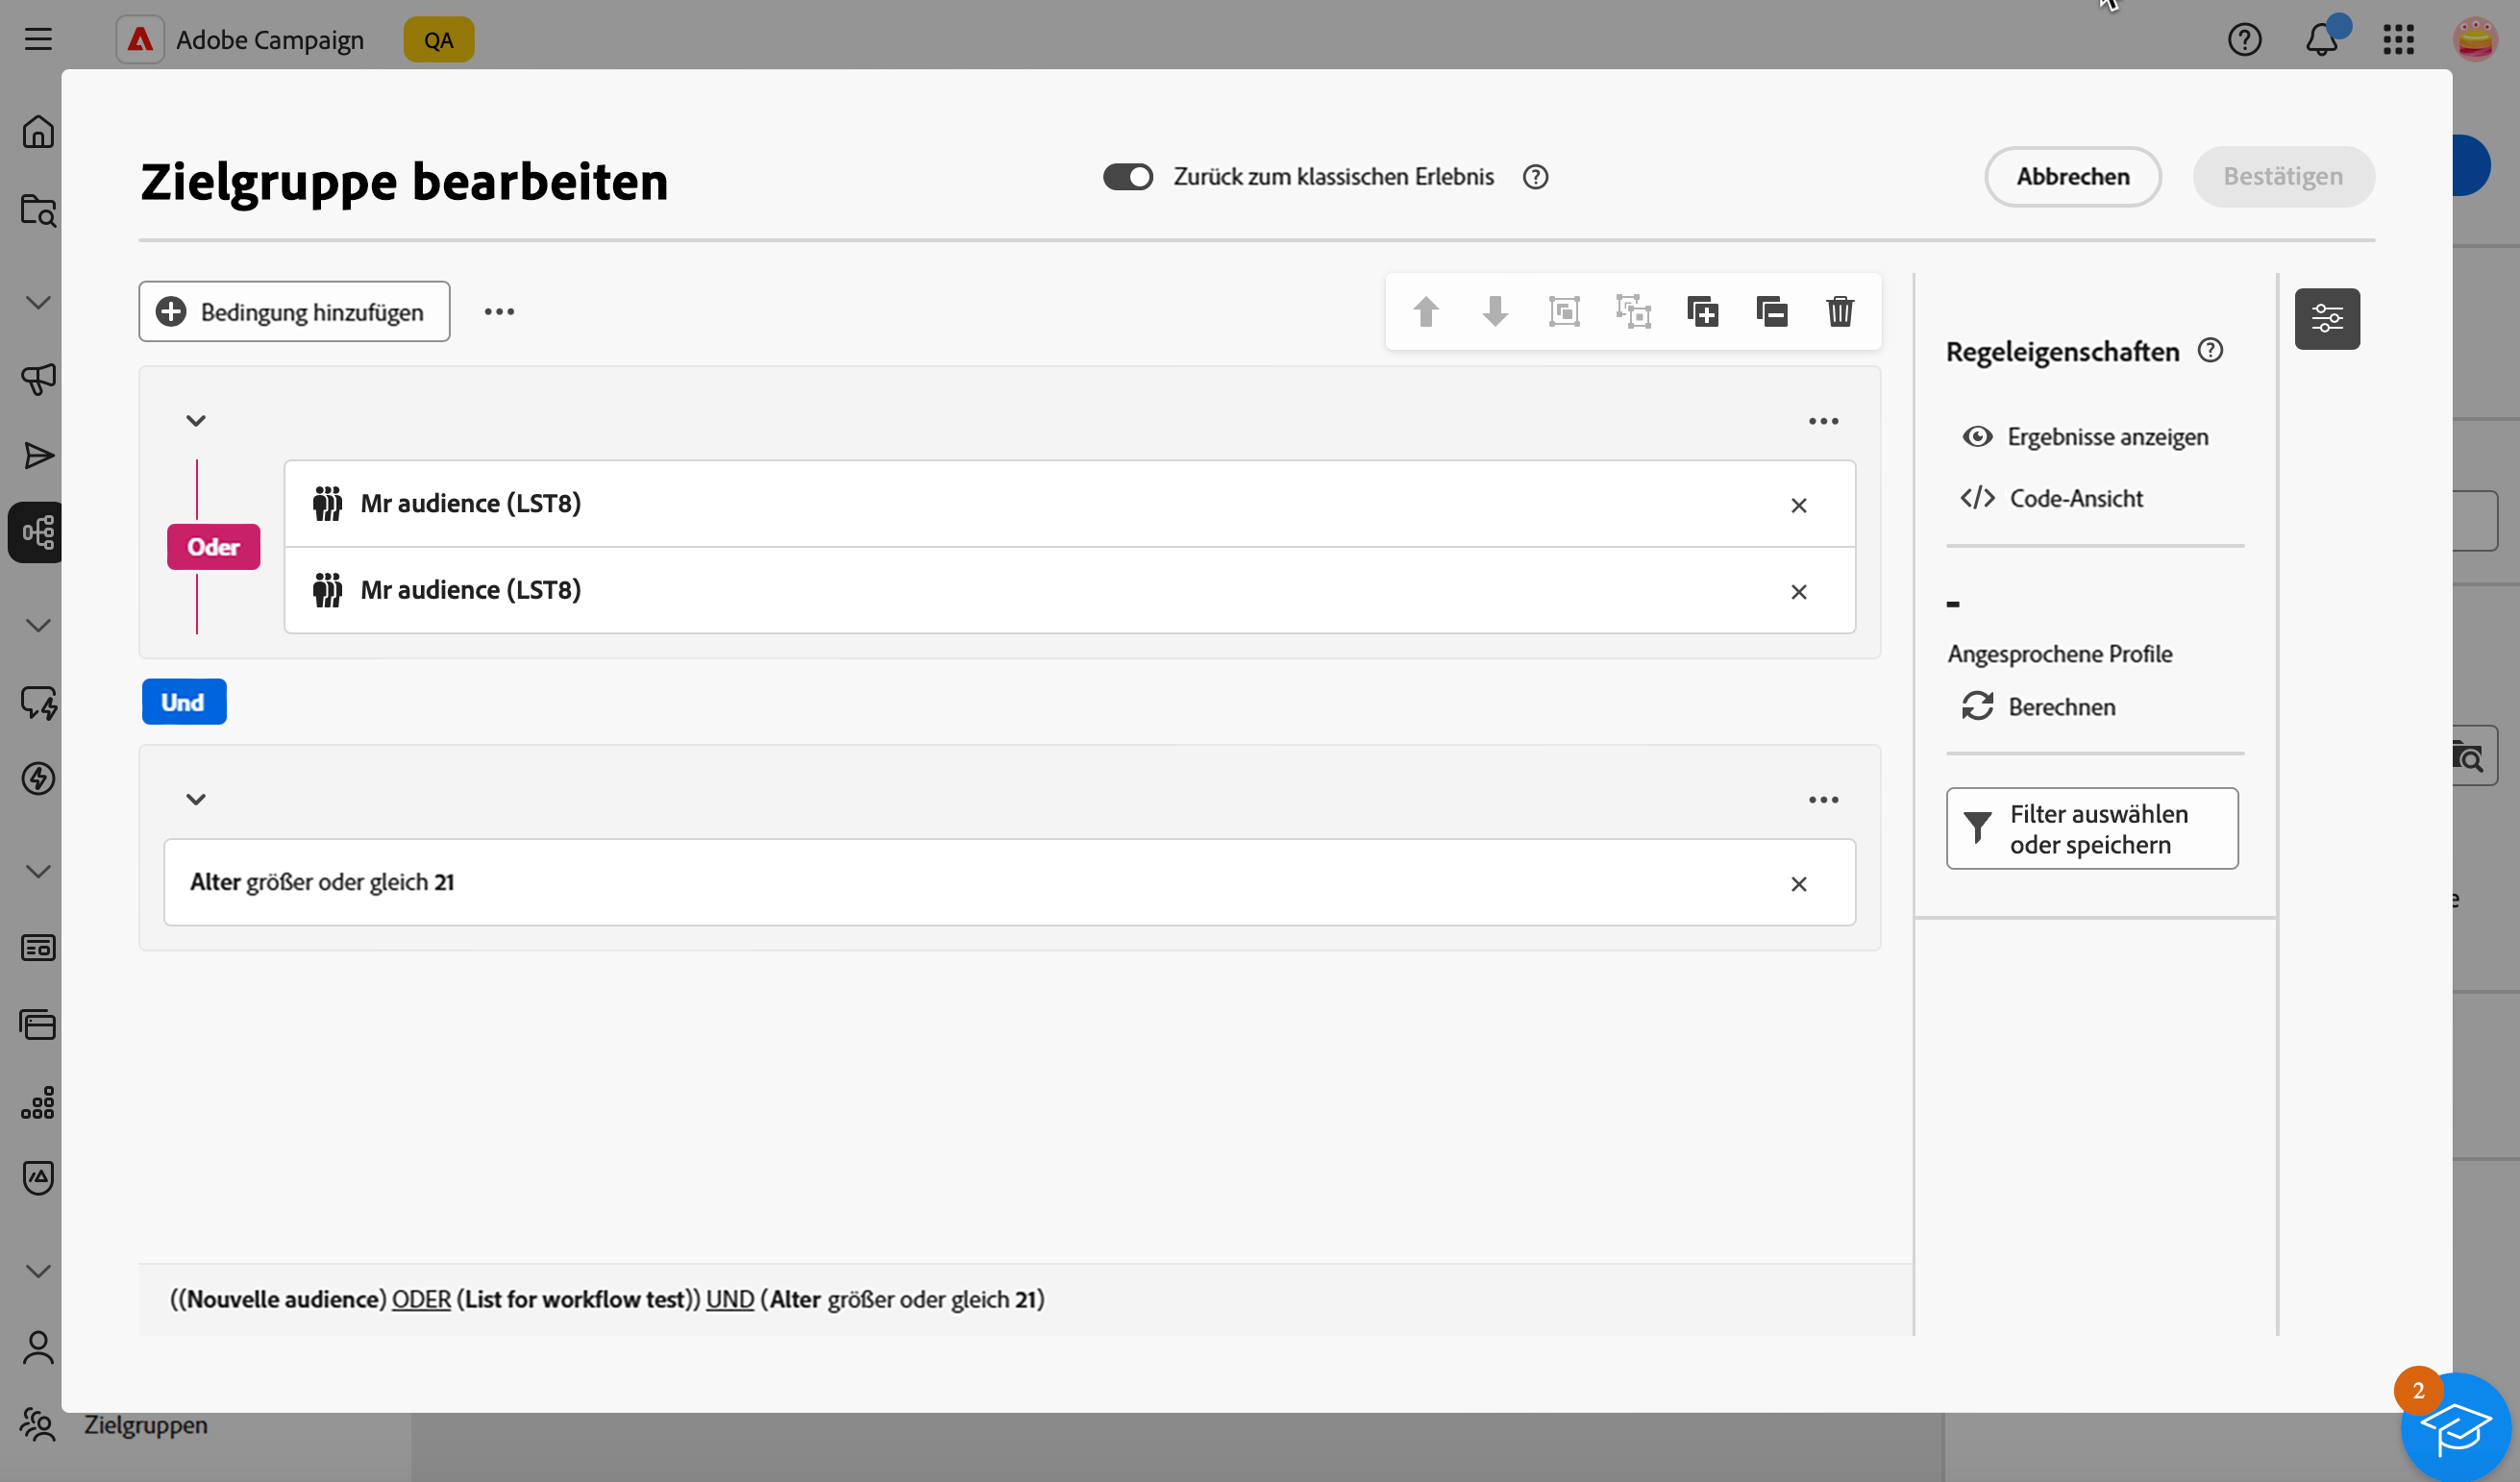 Adobe Campaign
QA
Zielgruppe bearbeiten
Zurück zum klassischen Erlebnis
Abbrechen
Bestätigen
Bedingung hinzufügen
Mr audience (LST8)
Oder
Mr audience (LST8)
Und
Alter größer oder gleich 21
((Nouvelle audience) ODER (List for workflow test)) UND (Alter größer oder gleich 21)
Regeleigenschaften
Ergebnisse anzeigen
Code-Ansicht
-
Angesprochene Profile
Berechnen
Filter auswählen
oder speichern
e
Zielgruppen
2